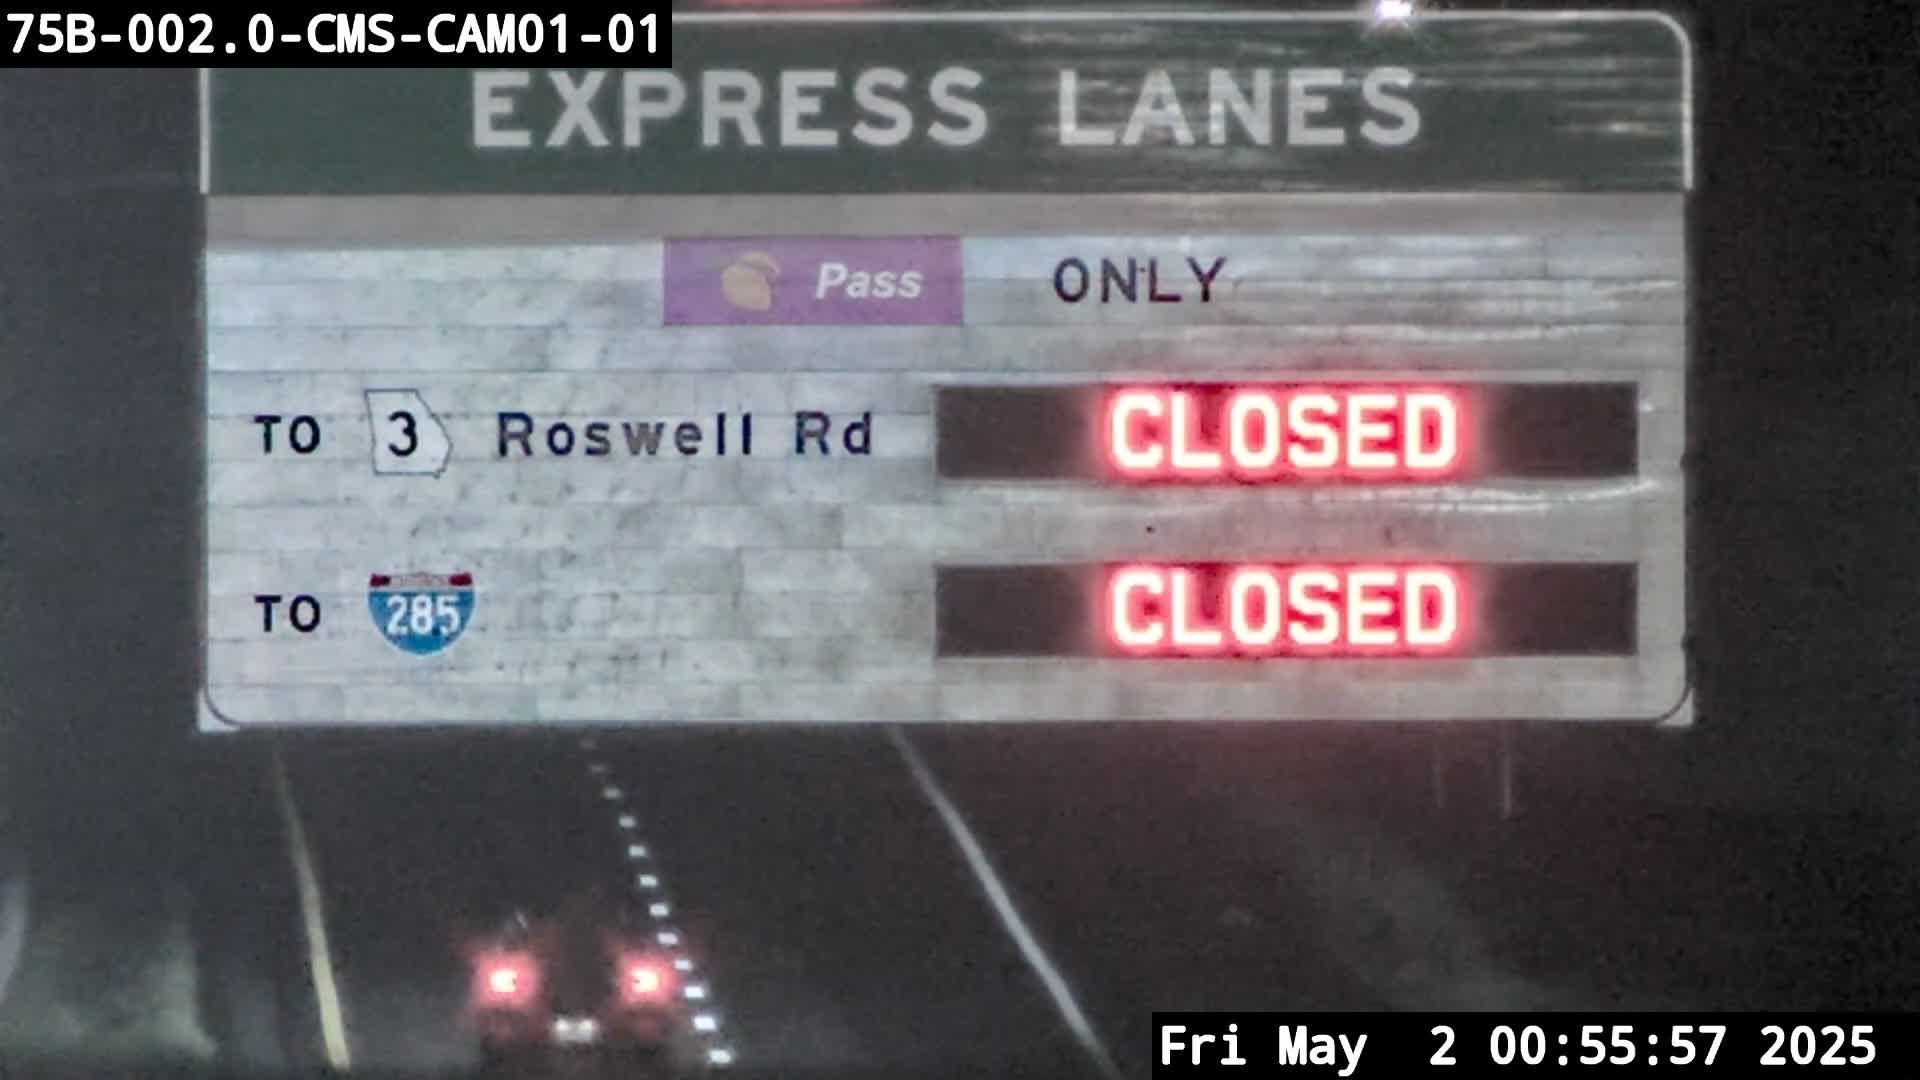 75B-002.0-CMS-CAM01-01
EXPRESS LANES
Pass ONLY
TO 3 Roswell Rd CLOSED
TO 285 CLOSED
Fri May 2 00:55:57 2025